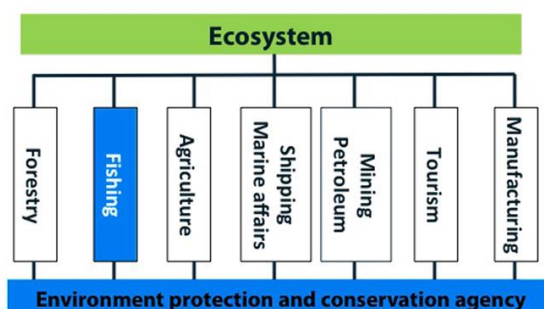 Ecosystem
Forestry
Fishing
Agriculture
Shipping
Marine affairs
Mining
Petroleum
Tourism
Manufacturing
Environment protection and conservation agency